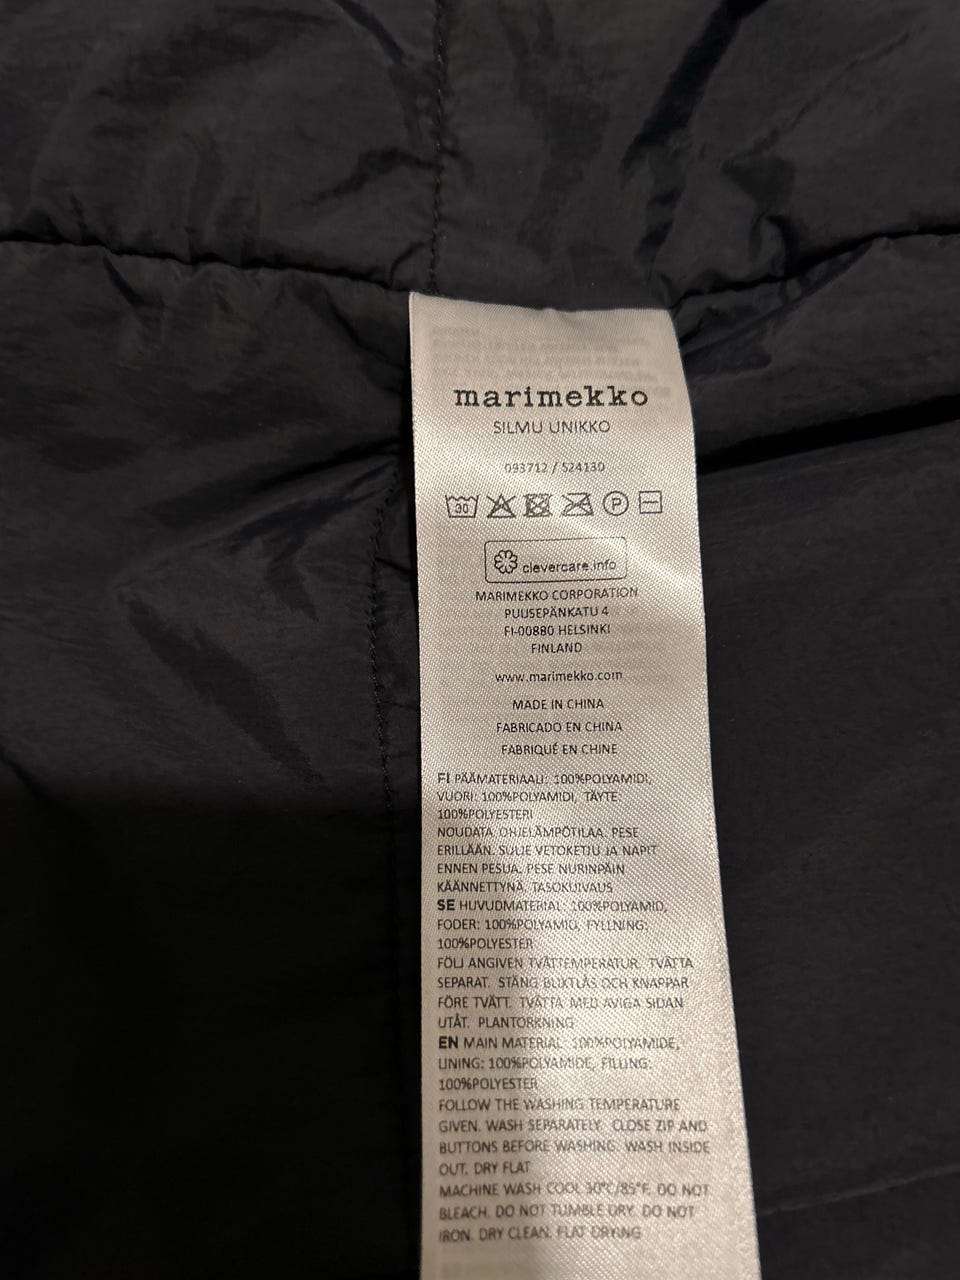 marimekko
SILMU UNIKKO
093712 / 524130
30 P
clevercare.info
MARIMEKKO CORPORATION
PUUSEPÄNKATU 4
FI-00880 HELSINKI
FINLAND
www.marimekko.com
MADE IN CHINA
FABRICADO EN CHINA
FABRIQUÉ EN CHINE
FI PÄÄMATERIAALI: 100%POLYAMIDI,
VUORI: 100%POLYAMIDI, TÄYTE:
100%POLYESTERI
NOUDATA OHJELÄMPÖTILAA. PESE
ERILLÄÄN. SULJE VETOKETJU JA NAPIT
ENNEN PESUA. PESE NURINPÄIN
KÄÄNNETTYNÄ. TASOKUIVAUS
SE HUVUDMATERIAL: 100%POLYAMID,
FODER: 100%POLYAMID, FYLLNING:
100%POLYESTER
FÖLJ ANGIVEN TVÄTTEMPERATUR. TVÄTTA
SEPARAT. STÄNG BLIXTLÅS OCH KNAPPAR
FÖRE TVÄTT. TVÄTTA MED AVIGA SIDAN
UTÅT. PLANTORKNING
EN MAIN MATERIAL: 100%POLYAMIDE,
LINING: 100%POLYAMIDE, FILLING:
100%POLYESTER
FOLLOW THE WASHING TEMPERATURE
GIVEN. WASH SEPARATELY. CLOSE ZIP AND
BUTTONS BEFORE WASHING. WASH INSIDE
OUT. DRY FLAT
MACHINE WASH COOL 30°C/85°F. DO NOT
BLEACH. DO NOT TUMBLE DRY. DO NOT
IRON. DRY CLEAN. FLAT DRYING